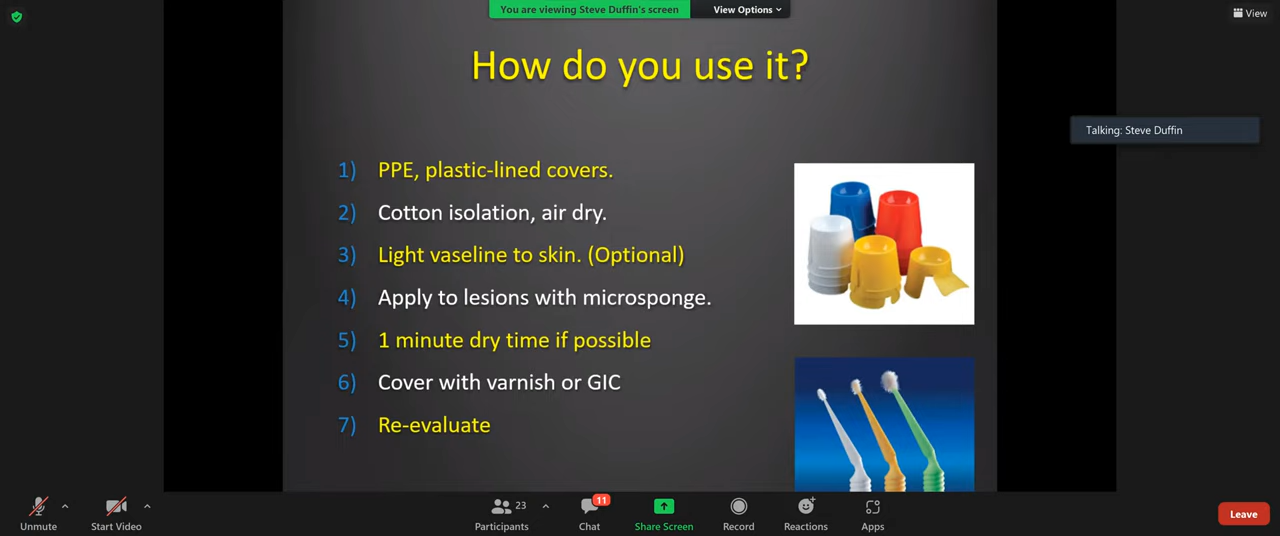 You are viewing Steve Duffin's screen
View Options
View
How do you use it?
Talking: Steve Duffin
1) PPE, plastic-lined covers.
2) Cotton isolation, air dry.
3) Light vaseline to skin. (Optional)
4) Apply to lesions with microsponge.
5) 1 minute dry time if possible
6) Cover with varnish or GIC
7) Re-evaluate
23
11
Unmute
Start Video
Participants
Chat
Share Screen
Record
Reactions
Apps
Leave